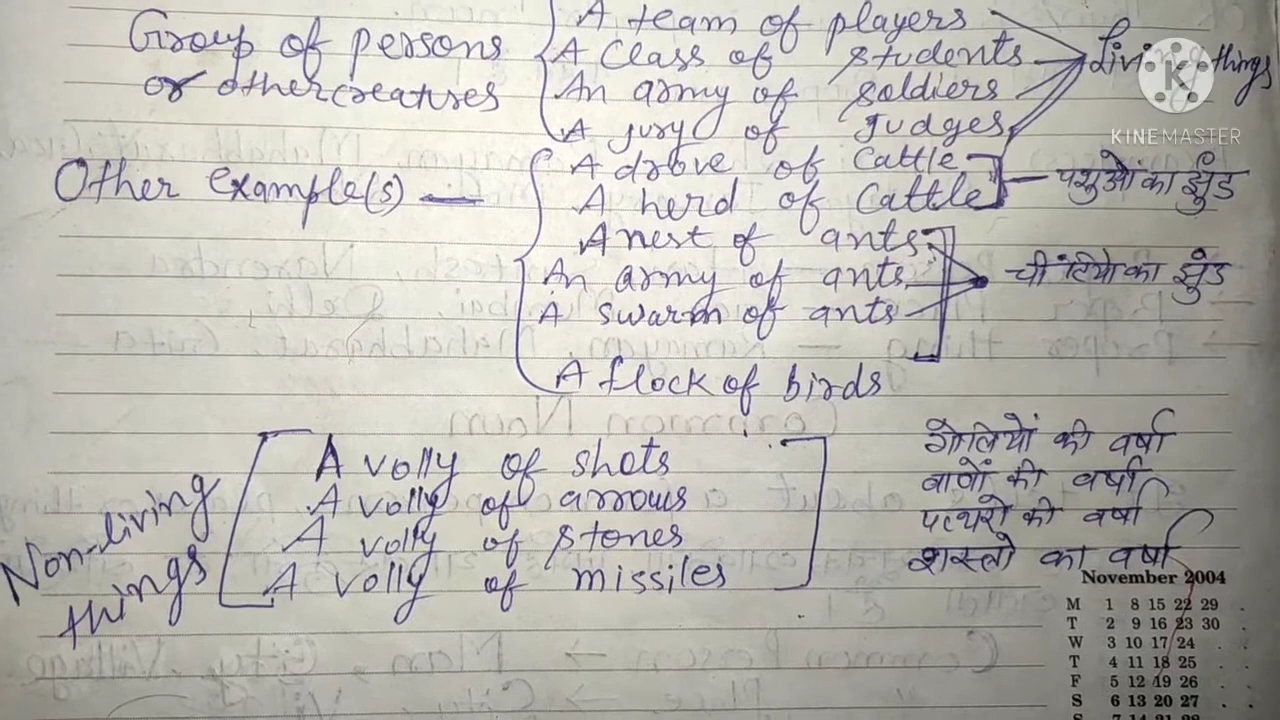 A team of players
Group of persons
A Class of students
Living things
or other creatures
An army of soldiers
A jury of Judges
KINEMASTER
A drove of Cattle
Other example(s) —
A herd of Cattle
पशुओं का झुंड
A nest of ants
An army of ants
चींटियो का झुंड
A swarm of ants
A flock of birds
Non-living things
A volly of shots
गोलियों की वर्षा
A volly of arrows
वाणों की वर्षा
A volly of stones
पत्थरो की वर्षा
A volly of missiles
शस्त्रो का वर्षा
November 2004
M 1 8 15 22 29
T 2 9 16 23 30
W 3 10 17 24
T 4 11 18 25
F 5 12 19 26
S 6 13 20 27
S 7 14 21 28